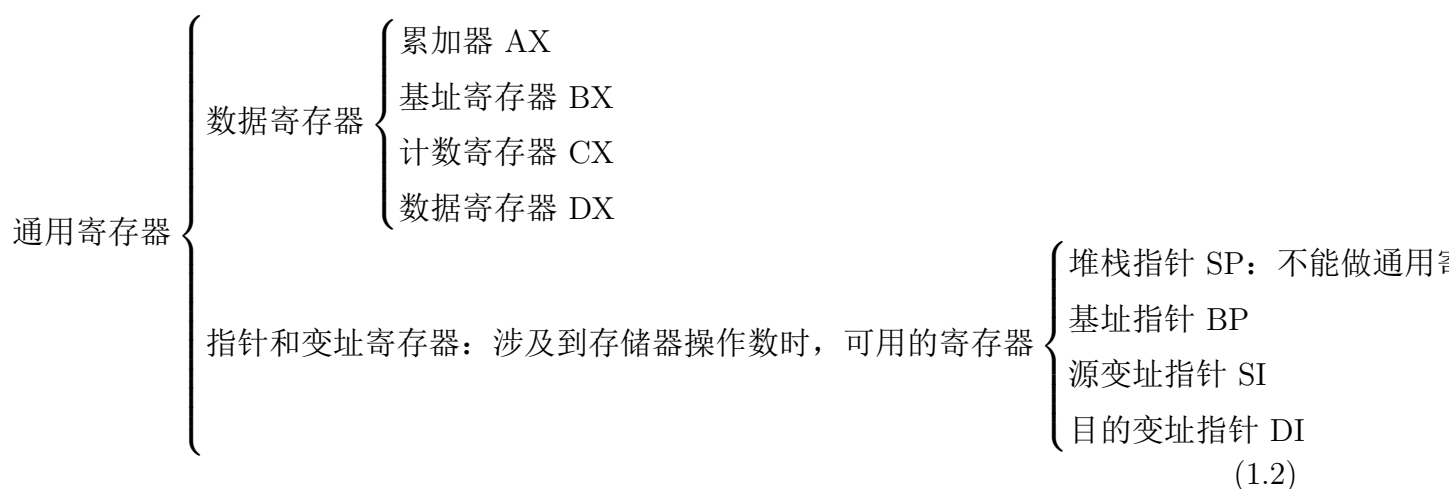 通用寄存器
数据寄存器
累加器 AX
基址寄存器 BX
计数寄存器 CX
数据寄存器 DX
指针和变址寄存器：涉及到存储器操作数时，可用的寄存器
堆栈指针 SP：不能做通用
基址指针 BP
源变址指针 SI
目的变址指针 DI
(1.2)